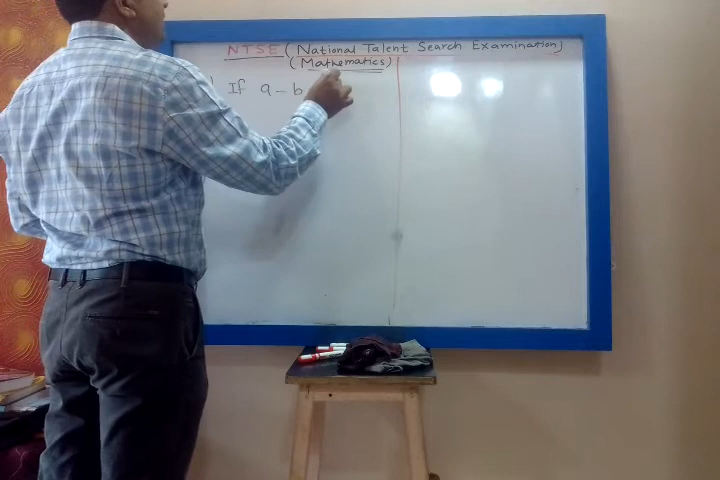 NTSE (National Talent Search Examination)
(Mathematics)
If a - b